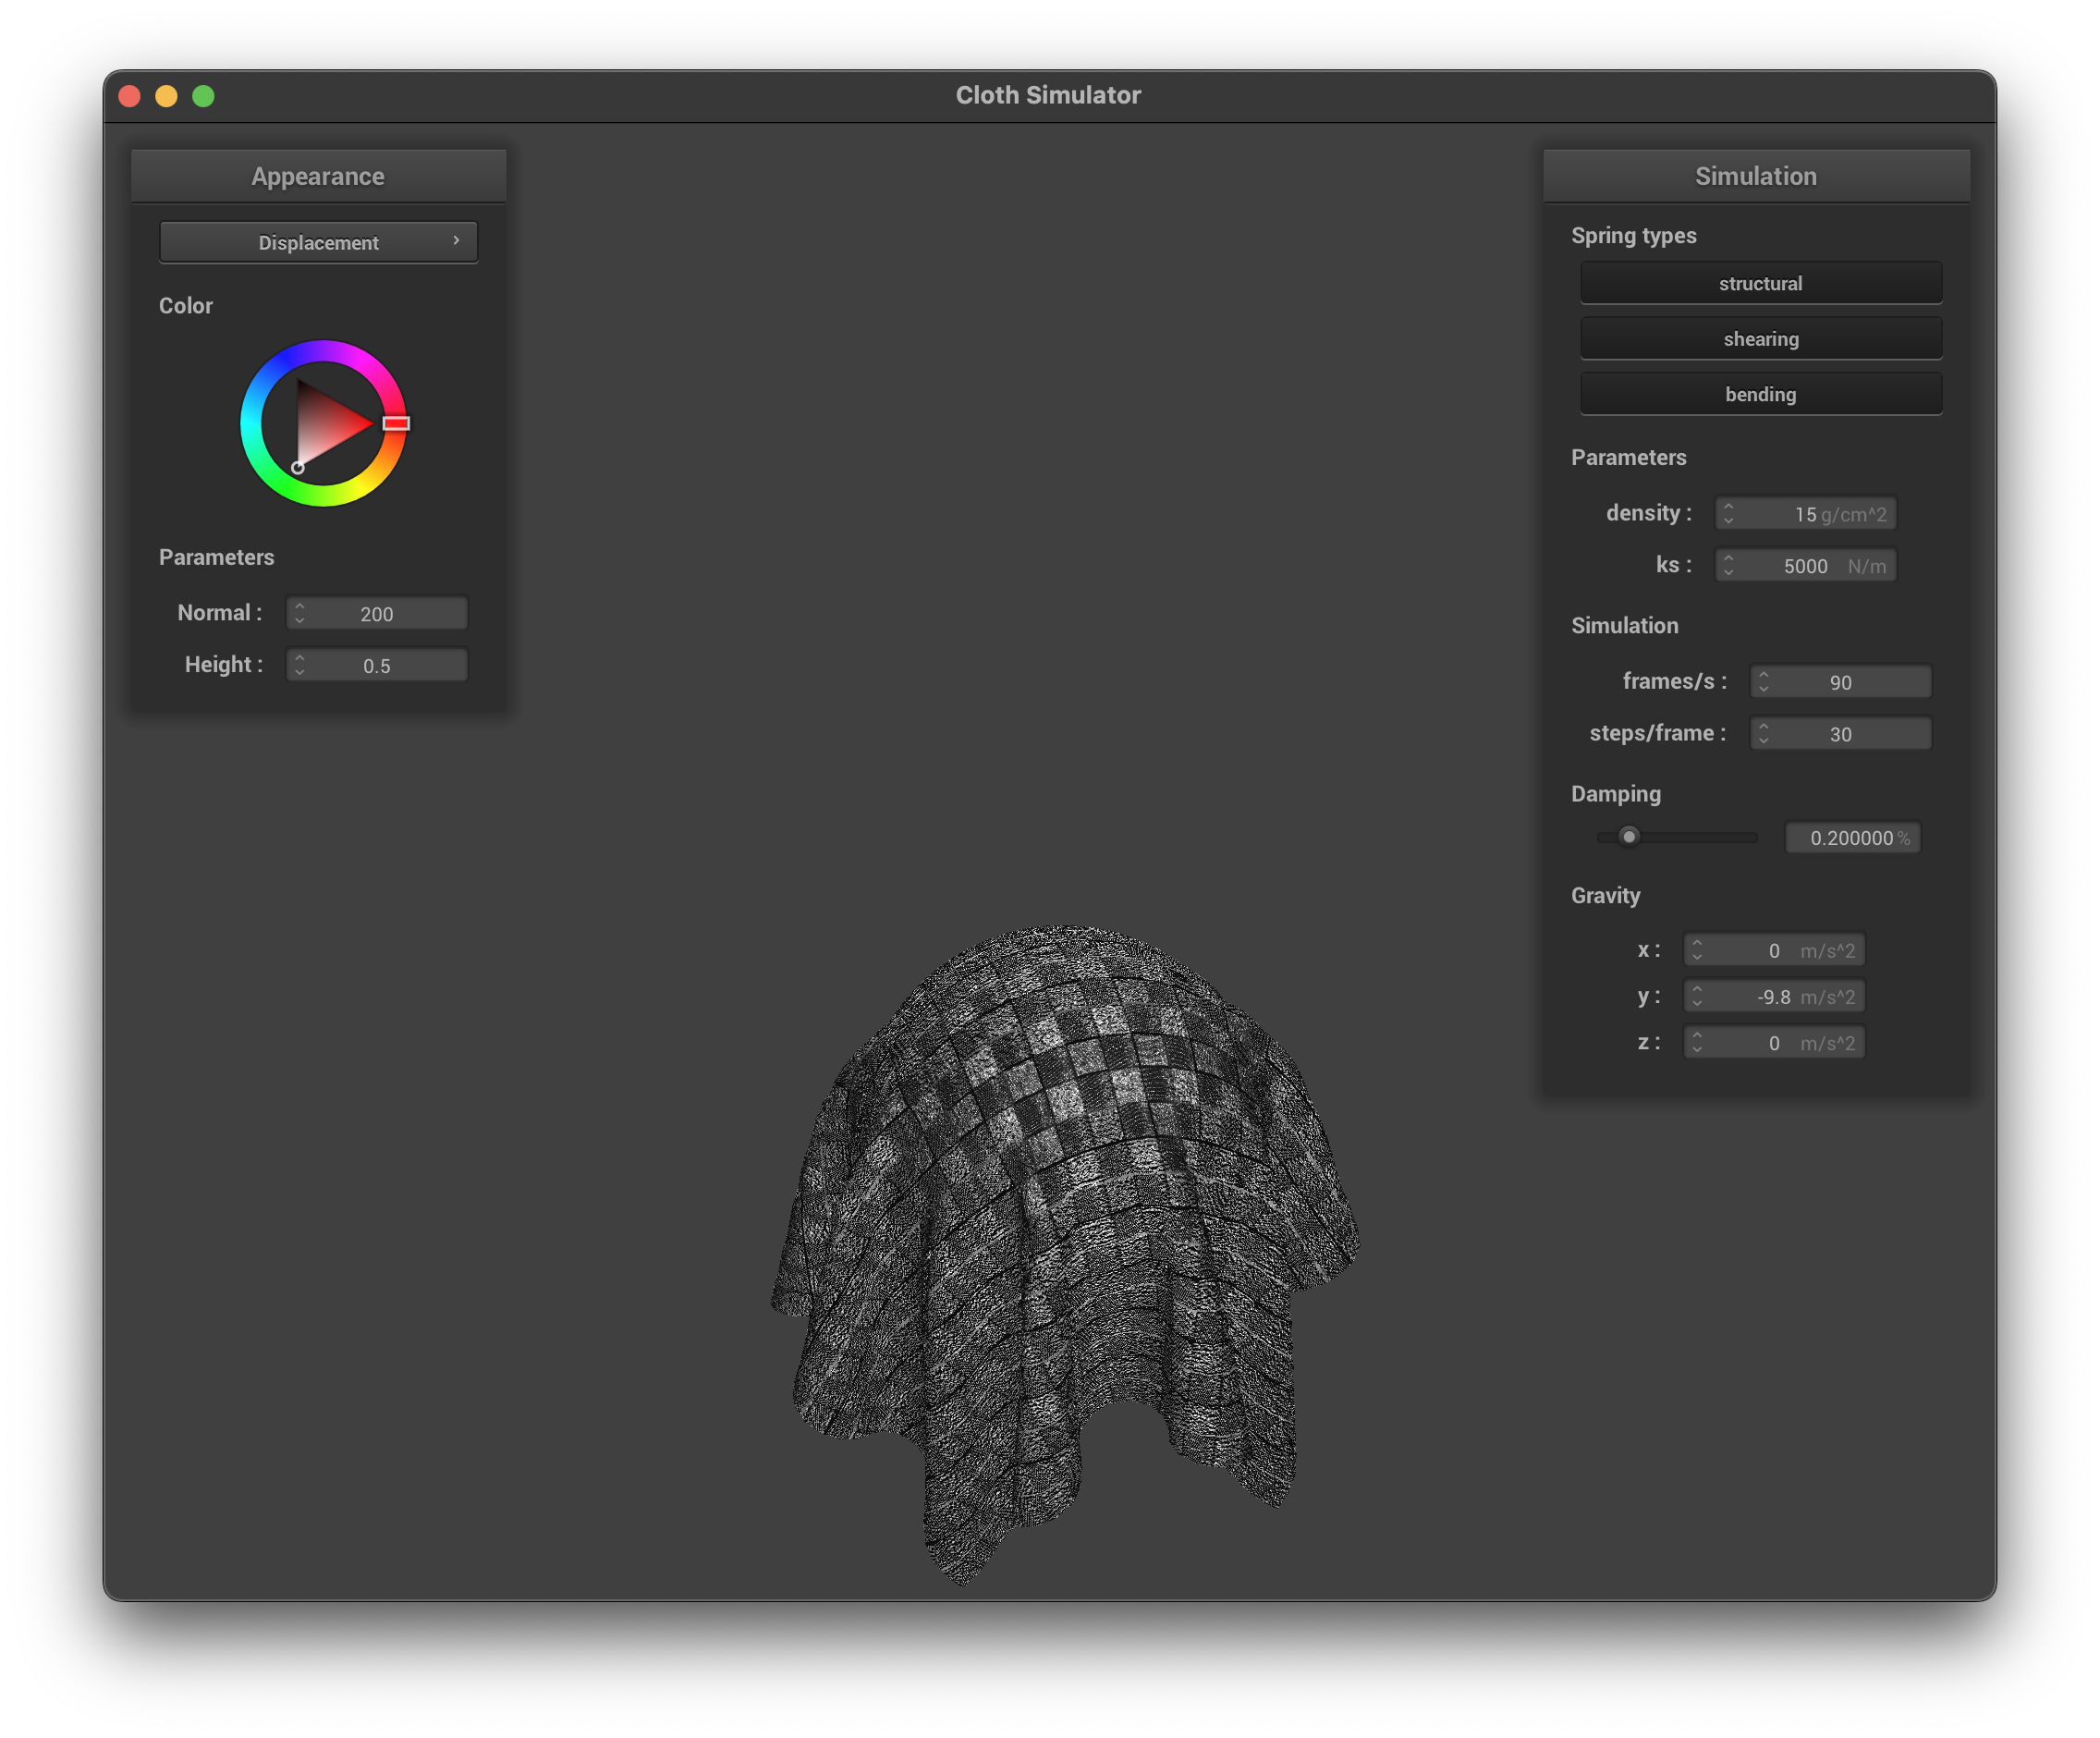 Cloth Simulator
Appearance
Displacement
Color
Parameters
Normal : 200
Height : 0.5
Simulation
Spring types
structural
shearing
bending
Parameters
density : 15 g/cm^2
ks : 5000 N/m
Simulation
frames/s : 90
steps/frame : 30
Damping
0.200000 %
Gravity
x : 0 m/s^2
y : -9.8 m/s^2
z : 0 m/s^2